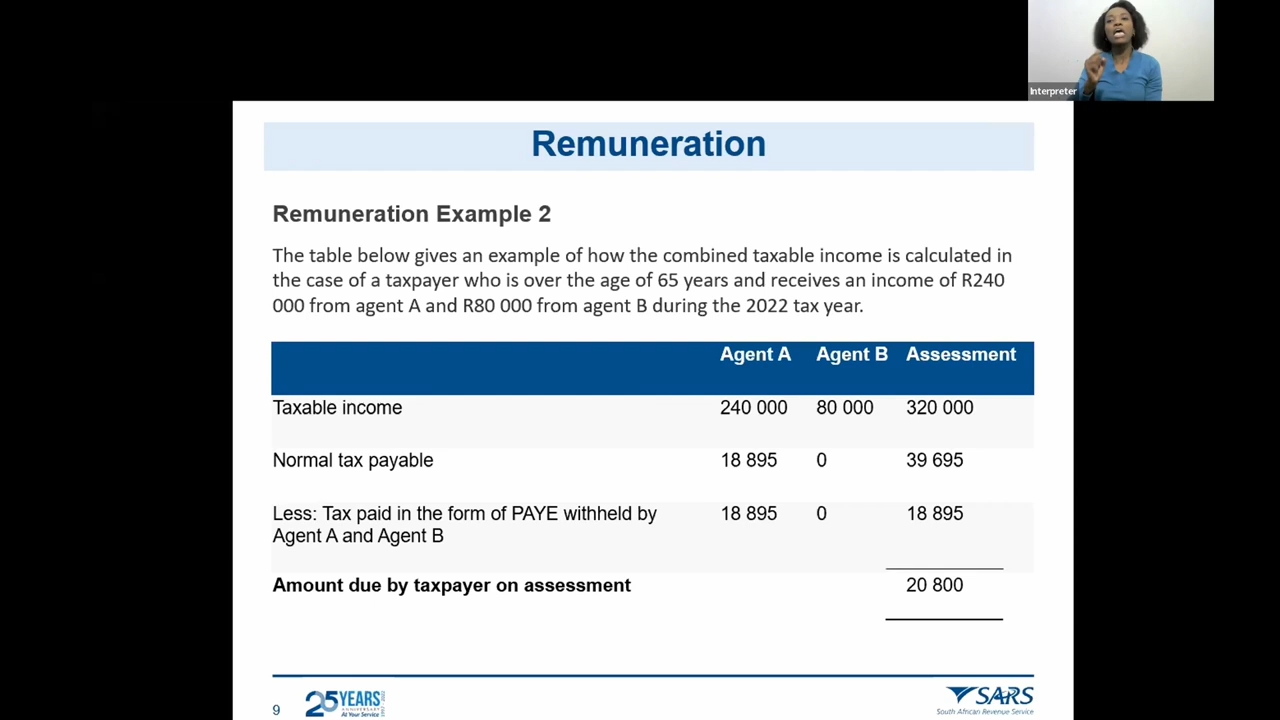 Interpreter
Remuneration
Remuneration Example 2
The table below gives an example of how the combined taxable income is calculated in
the case of a taxpayer who is over the age of 65 years and receives an income of R240
000 from agent A and R80 000 from agent B during the 2022 tax year.
Agent A Agent B Assessment
Taxable income 240 000 80 000 320 000
Normal tax payable 18 895 0 39 695
Less: Tax paid in the form of PAYE withheld by 18 895 0 18 895
Agent A and Agent B
Amount due by taxpayer on assessment 20 800
9
25 YEARS
ANNIVERSARY
At Your Service
SARS
South African Revenue Service